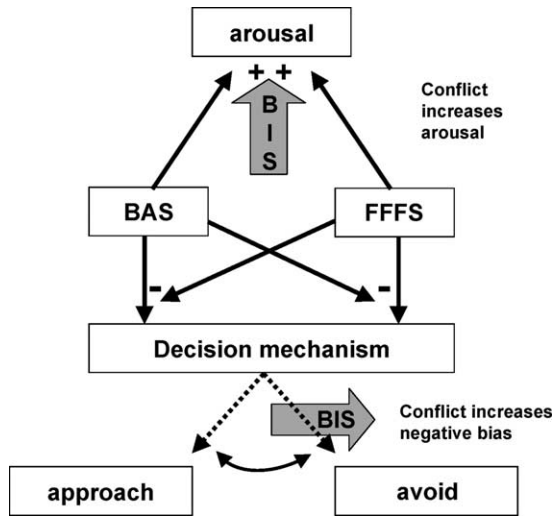 arousal
+ +
B
I
S
Conflict
increases
arousal
BAS
FFFS
-
-
Decision mechanism
BIS
Conflict increases
negative bias
approach
avoid